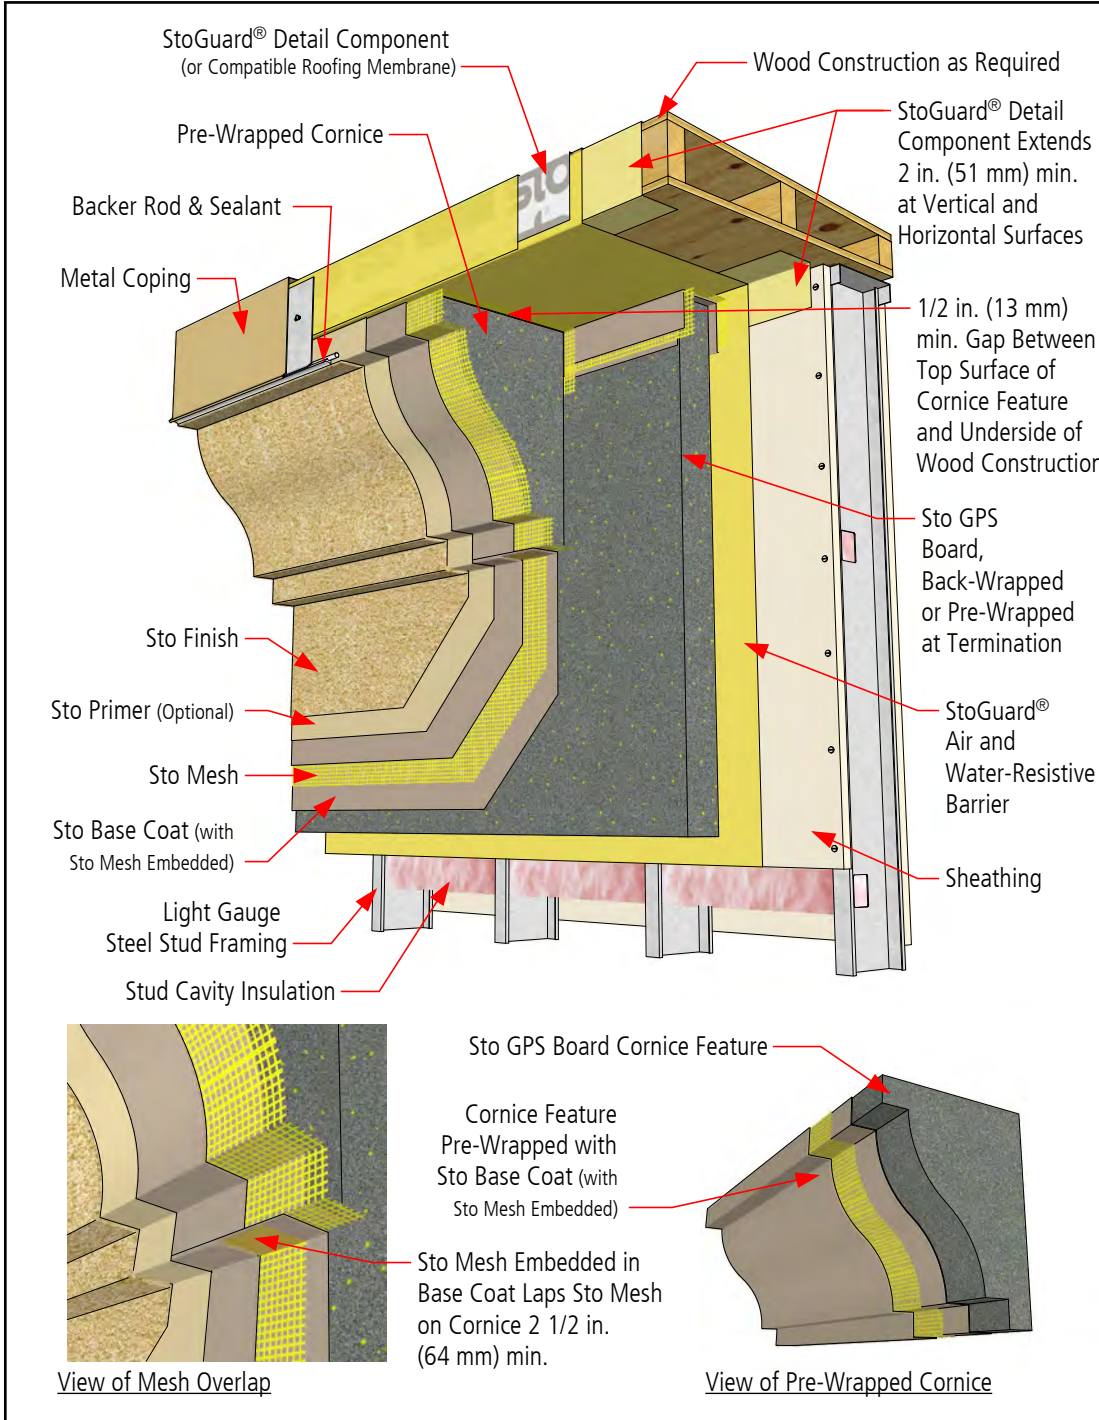 StoGuard® Detail Component
(or Compatible Roofing Membrane)
Wood Construction as Required
Pre-Wrapped Cornice
StoGuard® Detail
Component Extends
2 in. (51 mm) min.
at Vertical and
Horizontal Surfaces
sto
Backer Rod & Sealant
Metal Coping
1/2 in. (13 mm)
min. Gap Between
Top Surface of
Cornice Feature
and Underside of
Wood Construction
Sto GPS
Board,
Back-Wrapped
or Pre-Wrapped
at Termination
Sto Finish
Sto Primer (Optional)
Sto Mesh
Sto Base Coat (with
Sto Mesh Embedded)
StoGuard®
Air and
Water-Resistive
Barrier
Sheathing
Light Gauge
Steel Stud Framing
Stud Cavity Insulation
Sto GPS Board Cornice Feature
Cornice Feature
Pre-Wrapped with
Sto Base Coat (with
Sto Mesh Embedded)
Sto Mesh Embedded in
Base Coat Laps Sto Mesh
on Cornice 2 1/2 in.
(64 mm) min.
View of Mesh Overlap
View of Pre-Wrapped Cornice